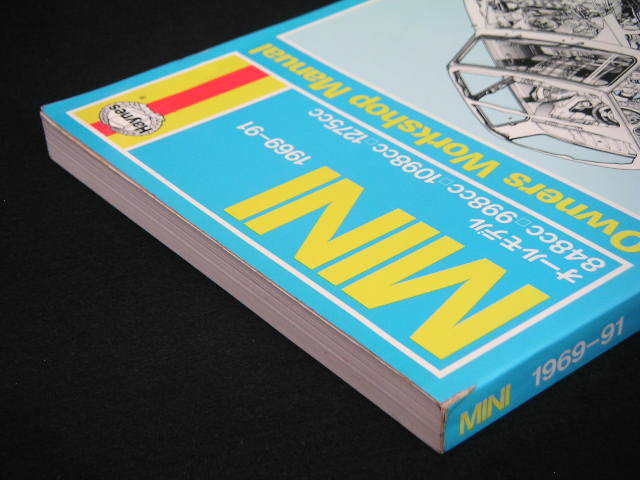 Haynes
Owners Workshop Manual
MINI
1969-91
オールモデル
848cc□998cc□1098cc□1275cc
MINI 1969-91